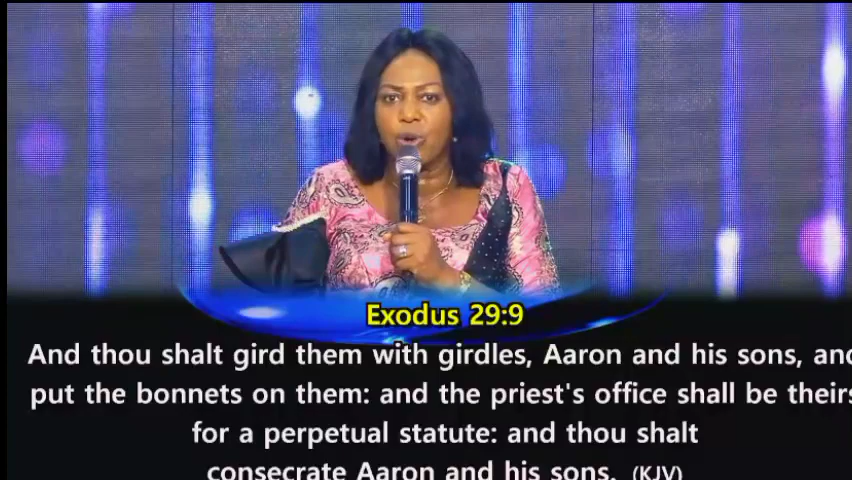 Exodus 29:9
And thou shalt gird them with girdles, Aaron and his sons, and
put the bonnets on them: and the priest's office shall be theirs
for a perpetual statute: and thou shalt
consecrate Aaron and his sons. (KJV)